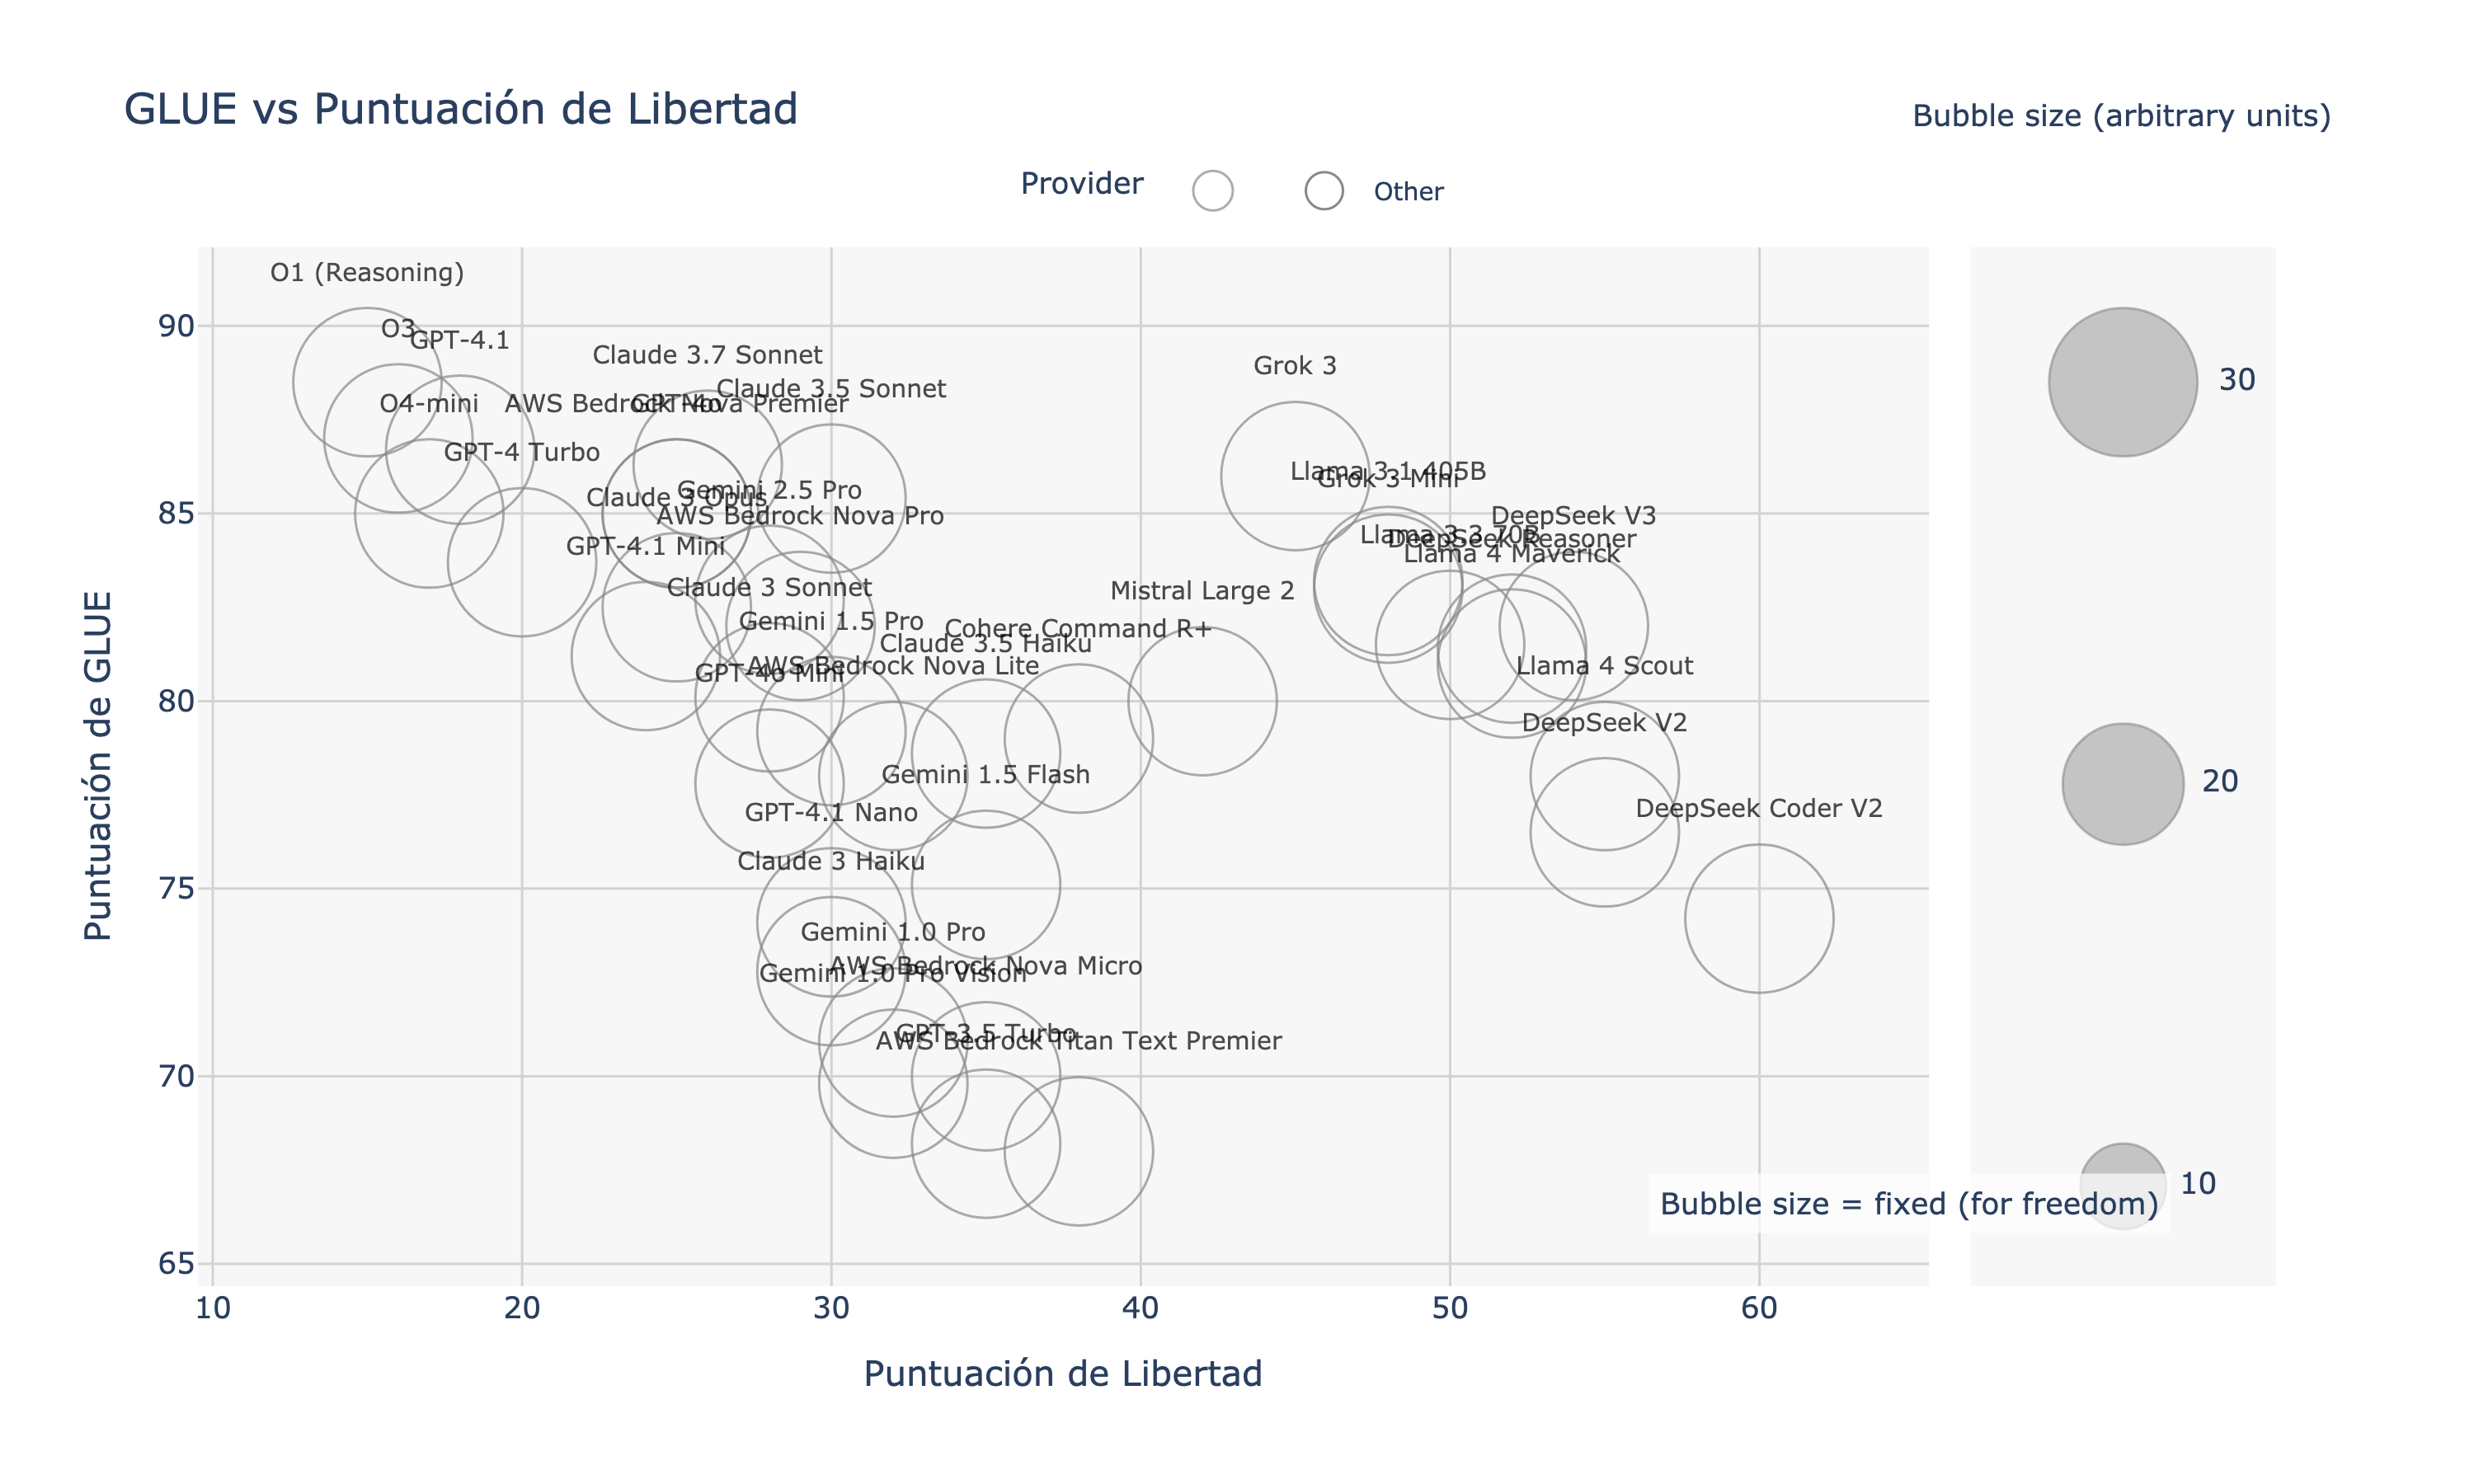 GLUE vs Puntuación de Libertad
Bubble size (arbitrary units)
Provider
Other
O1 (Reasoning)
O3
GPT-4.1
Claude 3.7 Sonnet
Grok 3
Claude 3.5 Sonnet
O4-mini
AWS Bedrock Nova Premier
GPT-4o
GPT-4 Turbo
Llama 3.1 405B
Grok 3 Mini
Gemini 2.5 Pro
Claude 3 Opus
AWS Bedrock Nova Pro
DeepSeek V3
Llama 3.3 70B
DeepSeek Reasoner
GPT-4.1 Mini
Llama 4 Maverick
Claude 3 Sonnet
Mistral Large 2
Gemini 1.5 Pro
Cohere Command R+
Claude 3.5 Haiku
AWS Bedrock Nova Lite
GPT-4o Mini
Llama 4 Scout
DeepSeek V2
Gemini 1.5 Flash
GPT-4.1 Nano
DeepSeek Coder V2
Claude 3 Haiku
Gemini 1.0 Pro
AWS Bedrock Nova Micro
Gemini 1.0 Pro Vision
GPT-3.5 Turbo
AWS Bedrock Titan Text Premier
90
85
80
75
70
65
Puntuación de GLUE
10
20
30
40
50
60
Puntuación de Libertad
30
20
10
Bubble size = fixed (for freedom)